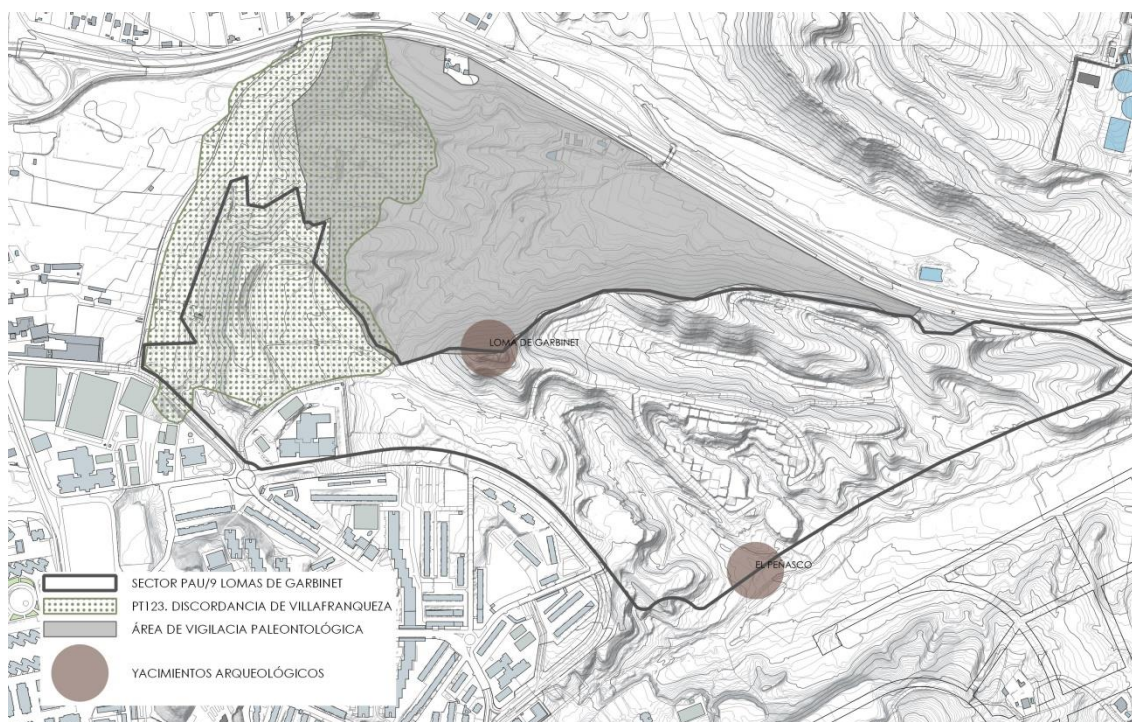 LOMA DE GARBINET
EL PEÑASCO
SECTOR PAU/9 LOMAS DE GARBINET
PT123. DISCORDANCIA DE VILLAFRANQUEZA
ÁREA DE VIGILACIA PALEONTOLÓGICA
YACIMIENTOS ARQUEOLÓGICOS